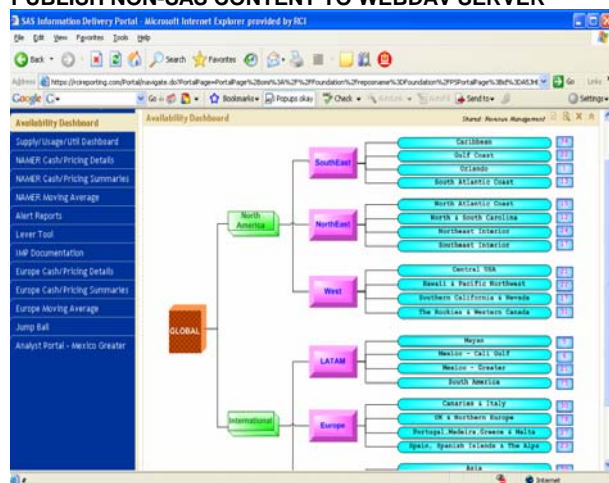 PUBLISH NON-SAS CONTENT TO WEBDAV SERVER
SAS Information Delivery Portal - Microsoft Internet Explorer provided by RCI
File Edit View Favorites Tools Help
Back Search Favorites
Address Go Links
Google Go Bookmarks Popups okay Check Send to Settings
Availability Dashboard
Availability Dashboard
Shared: Revenue Management
Supply/Usage/Util Dashboard
NAMER Cash/Pricing Details
NAMER Cash/Pricing Summaries
NAMER Moving Average
Alert Reports
Lever Tool
IMP Documentation
Europe Cash/Pricing Details
Europe Cash/Pricing Summaries
Europe Moving Average
Jump Ball
Analyst Portal - Mexico Greater
GLOBAL
North America
SouthEast
Caribbean
Gulf Coast
Orlando
South Atlantic Coast
NorthEast
North Atlantic Coast
North & South Carolina
Northeast Interior
Southeast Interior
West
Central USA
Hawaii & Pacific Northwest
Southern California & Nevada
The Rockies & Western Canada
International
LATAM
Mayan
Mexico - Cali Gulf
Mexico - Greater
South America
Europe
Canaries & Italy
UK & Northern Europe
Portugal,Madeira,Greece & Malta
Spain, Spanish Islands & The Alps
Asia
Internet